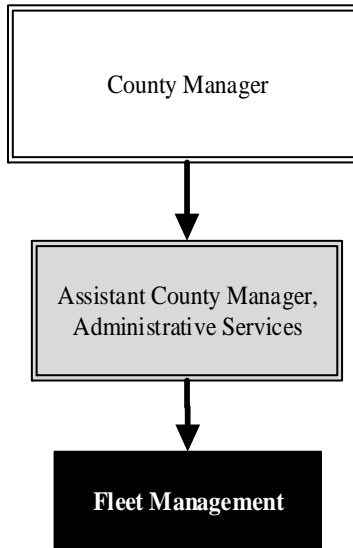 County Manager
Assistant County Manager,
Administrative Services
Fleet Management